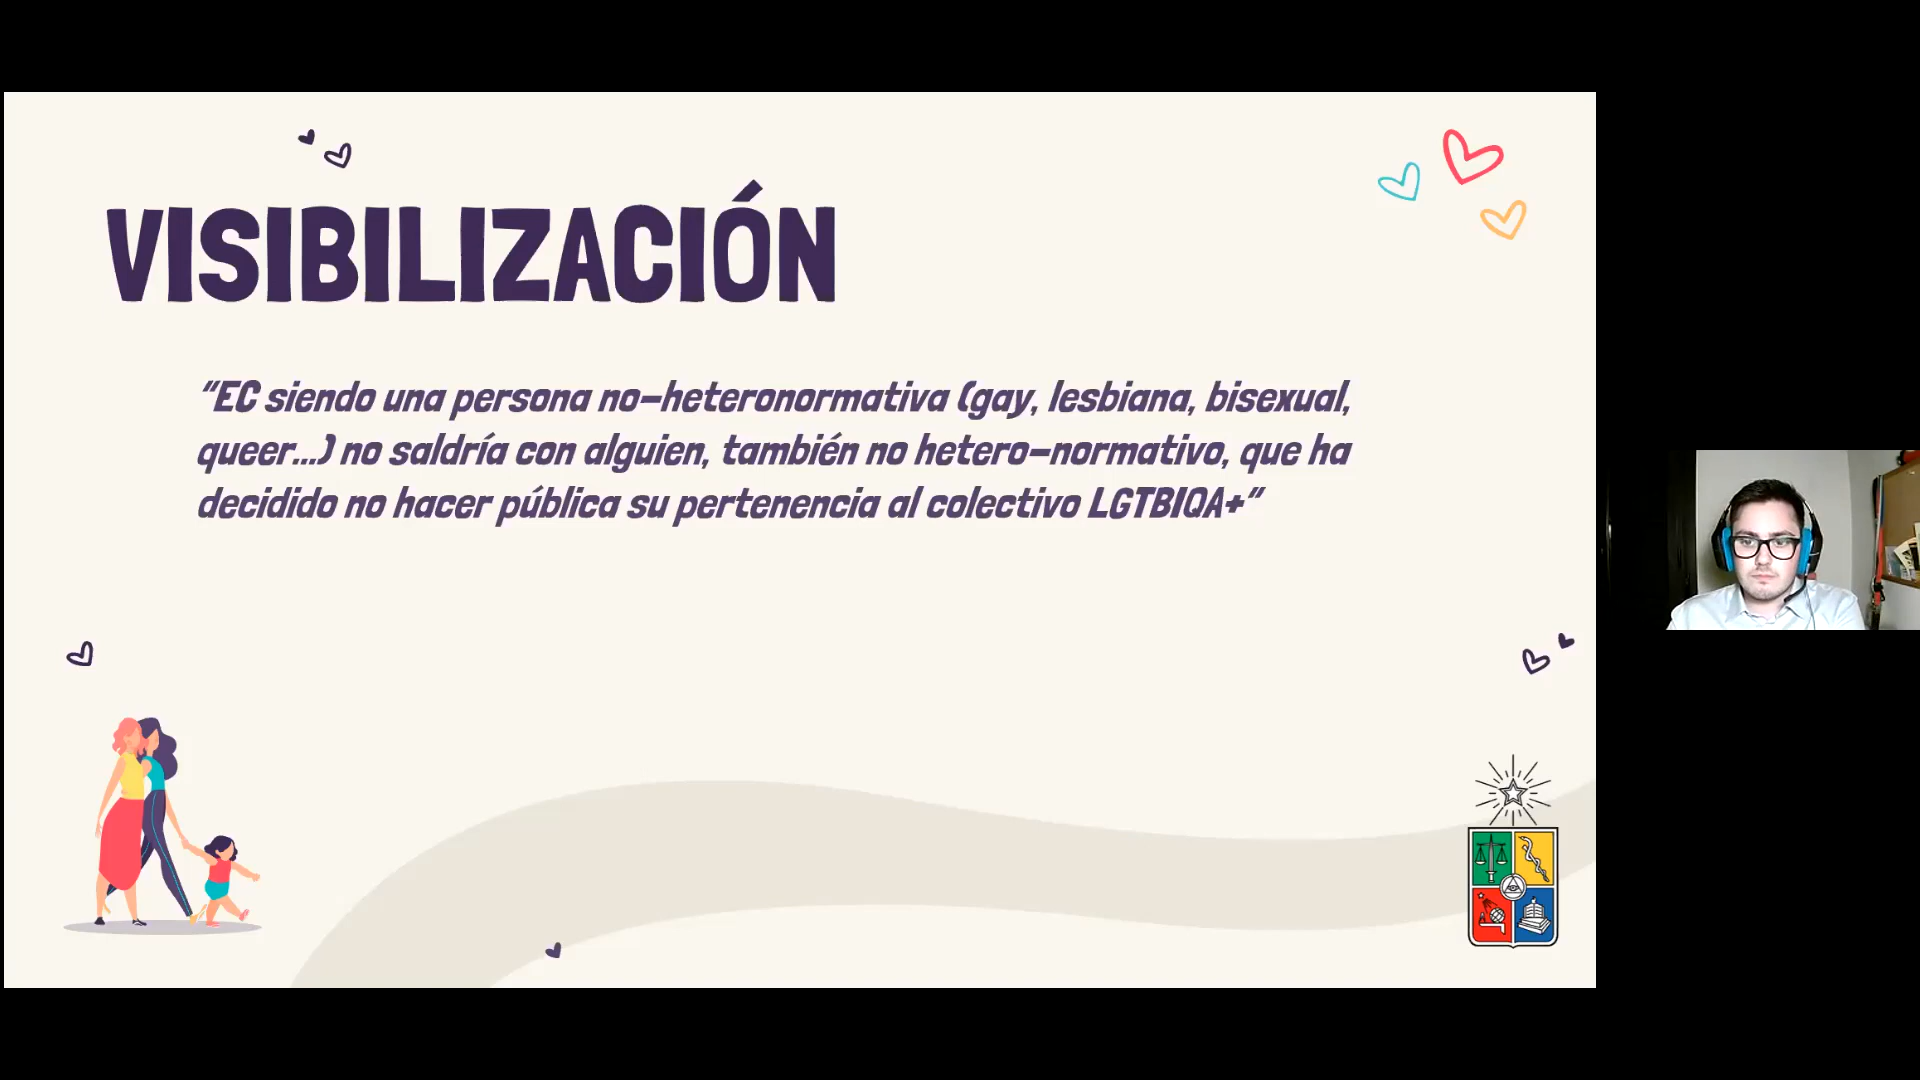 VISIBILIZACIÓN
“EC siendo una persona no-heteronormativa (gay, lesbiana, bisexual,
queer...) no saldría con alguien, también no hetero-normativo, que ha
decidido no hacer pública su pertenencia al colectivo LGTBIQA+”